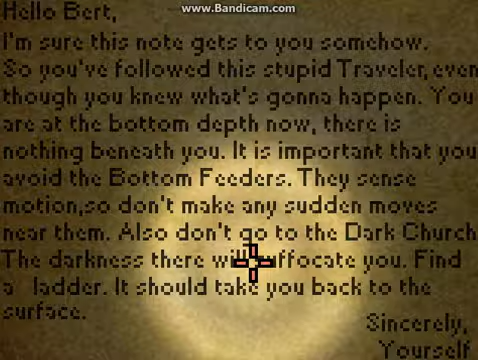 www.Bandicam.com
Hello Bert,
I'm sure this note gets to you somehow.
So you've followed this stupid Traveler, even
though you knew what's gonna happen. You
are at the bottom depth now, there is
nothing beneath you. It is important that you
avoid the Bottom Feeders. They sense
motion,so don't make any sudden moves
near them. Also don't go to the Dark Church
The darkness there will suffocate you. Find
a ladder. It should take you back to the
surface.
Sincerely,
Yourself